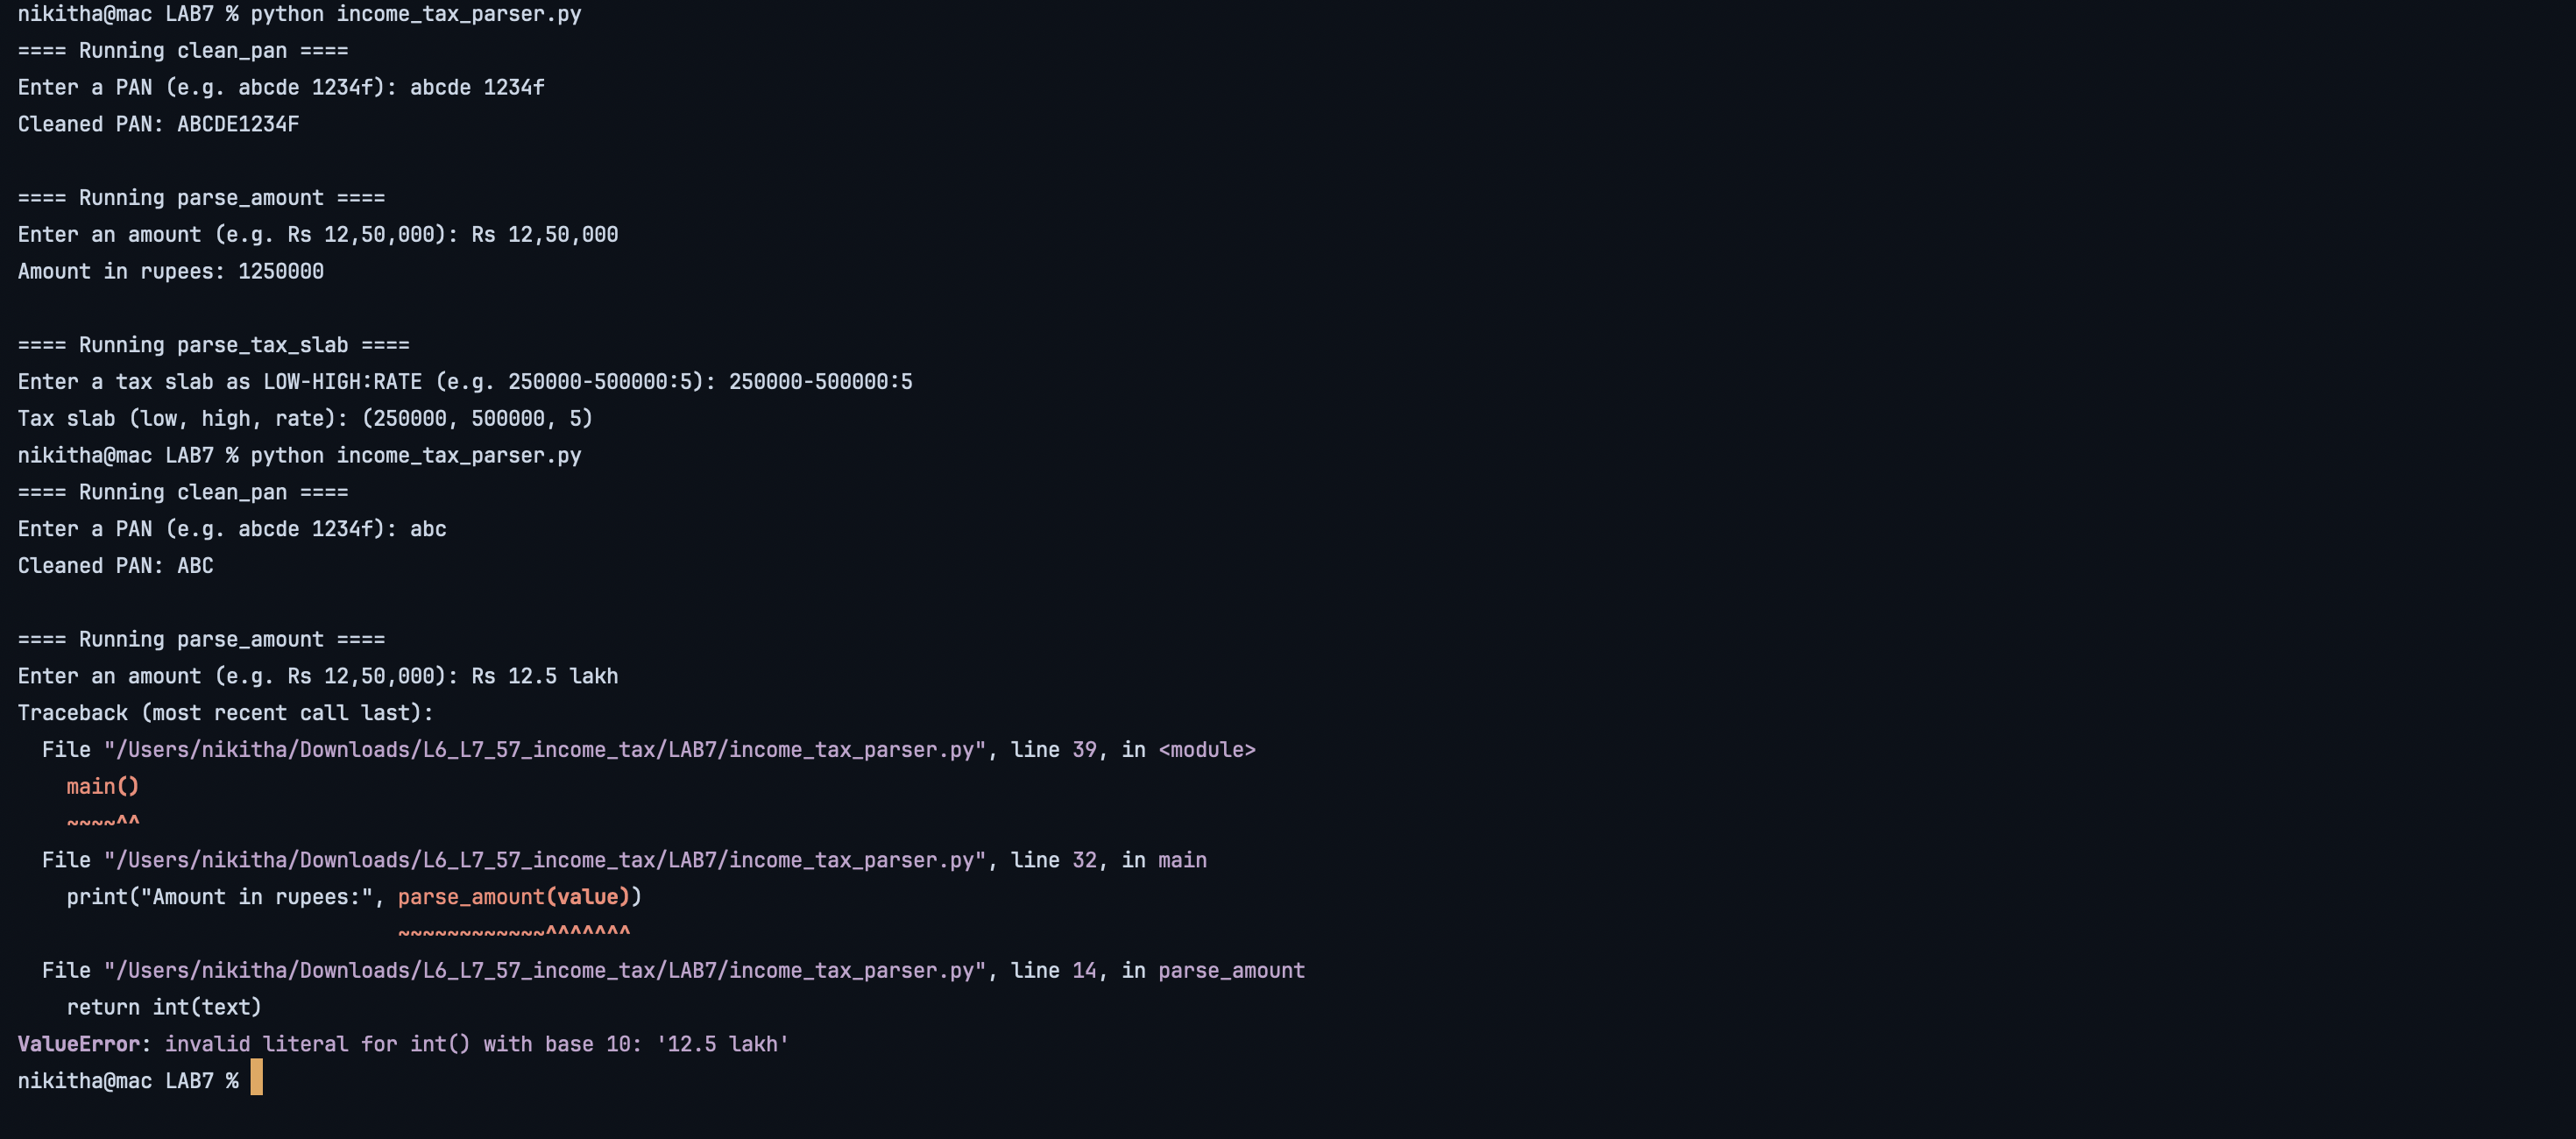 nikitha@mac LAB7 % python income_tax_parser.py
==== Running clean_pan ====
Enter a PAN (e.g. abcde 1234f): abcde 1234f
Cleaned PAN: ABCDE1234F
==== Running parse_amount ====
Enter an amount (e.g. Rs 12,50,000): Rs 12,50,000
Amount in rupees: 1250000
==== Running parse_tax_slab ====
Enter a tax slab as LOW-HIGH:RATE (e.g. 250000-500000:5): 250000-500000:5
Tax slab (low, high, rate): (250000, 500000, 5)
nikitha@mac LAB7 % python income_tax_parser.py
==== Running clean_pan ====
Enter a PAN (e.g. abcde 1234f): abc
Cleaned PAN: ABC
==== Running parse_amount ====
Enter an amount (e.g. Rs 12,50,000): Rs 12.5 lakh
Traceback (most recent call last):
  File "/Users/nikitha/Downloads/L6_L7_57_income_tax/LAB7/income_tax_parser.py", line 39, in <module>
    main()
    ~~~~^^
  File "/Users/nikitha/Downloads/L6_L7_57_income_tax/LAB7/income_tax_parser.py", line 32, in main
    print("Amount in rupees:", parse_amount(value))
                               ~~~~~~~~~~~~^^^^^^^
  File "/Users/nikitha/Downloads/L6_L7_57_income_tax/LAB7/income_tax_parser.py", line 14, in parse_amount
    return int(text)
ValueError: invalid literal for int() with base 10: '12.5 lakh'
nikitha@mac LAB7 %